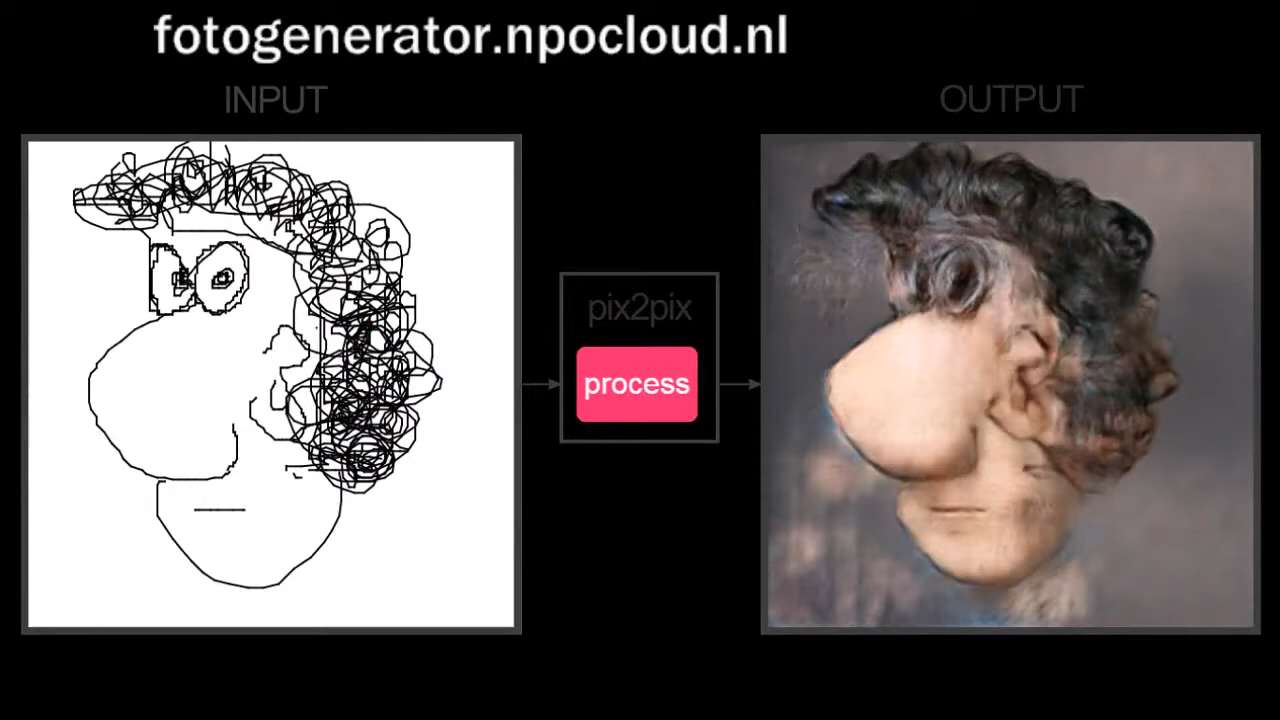 fotogenerator.npocloud.nl
INPUT
OUTPUT
pix2pix
process